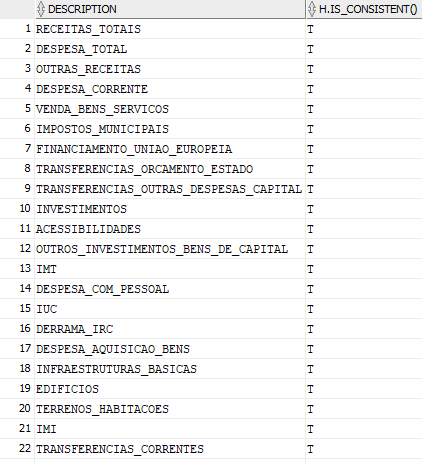 DESCRIPTION H.IS_CONSISTENT()
1 RECEITAS_TOTAIS T
2 DESPESA_TOTAL T
3 OUTRAS_RECEITAS T
4 DESPESA_CORRENTE T
5 VENDA_BENS_SERVICOS T
6 IMPOSTOS_MUNICIPAIS T
7 FINANCIAMENTO_UNIAO_EUROPEIA T
8 TRANSFERENCIAS_ORCAMENTO_ESTADO T
9 TRANSFERENCIAS_OUTRAS_DESPESAS_CAPITAL T
10 INVESTIMENTOS T
11 ACESSIBILIDADES T
12 OUTROS_INVESTIMENTOS_BENS_DE_CAPITAL T
13 IMT T
14 DESPESA_COM_PESSOAL T
15 IUC T
16 DERRAMA_IRC T
17 DESPESA_AQUISICAO_BENS T
18 INFRAESTRUTURAS_BASICAS T
19 EDIFICIOS T
20 TERRENOS_HABITACOES T
21 IMI T
22 TRANSFERENCIAS_CORRENTES T